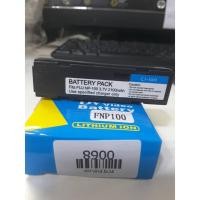 BATTERY PACK
Fits FUJI NP-100 3.7V 2100mAh
Use specified charger only
Li-ion
Video
Battery
FNP100
LITHIUM ION
8900